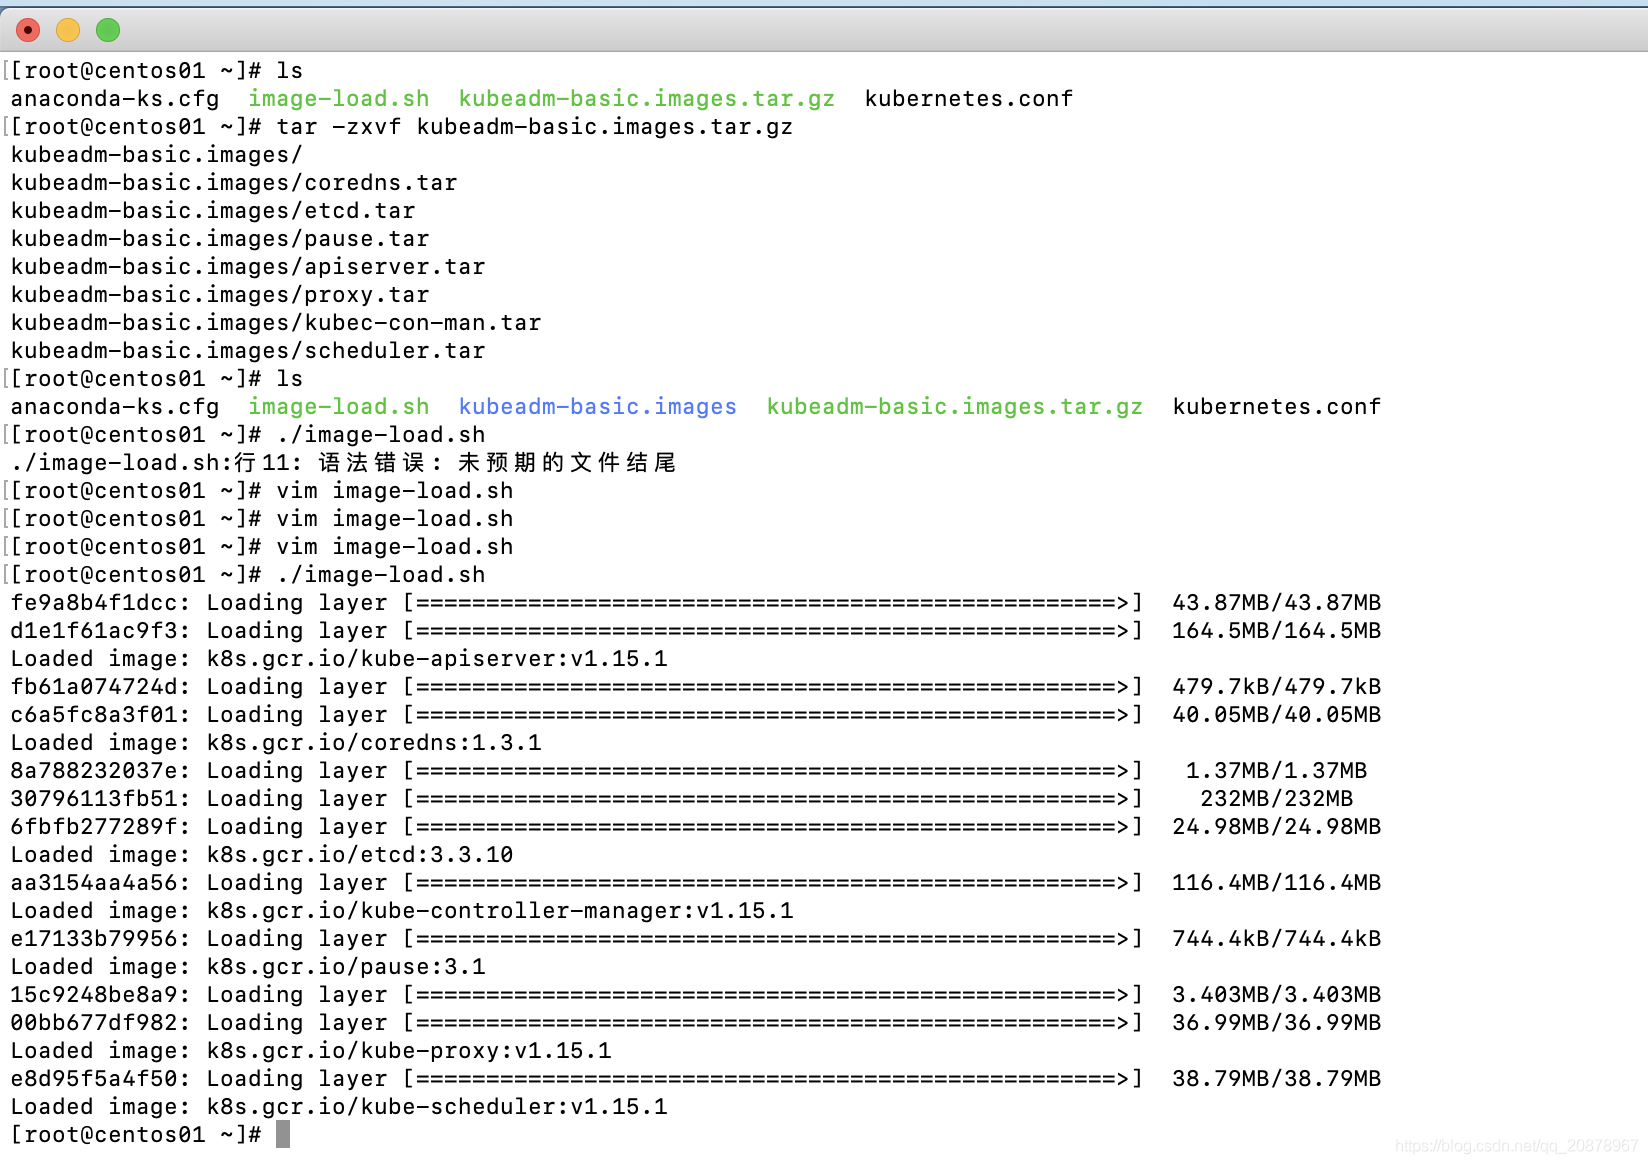 [[root@centos01 ~]# ls
anaconda-ks.cfg  image-load.sh  kubeadm-basic.images.tar.gz  kubernetes.conf
[[root@centos01 ~]# tar -zxvf kubeadm-basic.images.tar.gz
kubeadm-basic.images/
kubeadm-basic.images/coredns.tar
kubeadm-basic.images/etcd.tar
kubeadm-basic.images/pause.tar
kubeadm-basic.images/apiserver.tar
kubeadm-basic.images/proxy.tar
kubeadm-basic.images/kubec-con-man.tar
kubeadm-basic.images/scheduler.tar
[[root@centos01 ~]# ls
anaconda-ks.cfg  image-load.sh  kubeadm-basic.images  kubeadm-basic.images.tar.gz  kubernetes.conf
[[root@centos01 ~]# ./image-load.sh
./image-load.sh:行11: 语法错误: 未预期的文件结尾
[[root@centos01 ~]# vim image-load.sh
[[root@centos01 ~]# vim image-load.sh
[[root@centos01 ~]# vim image-load.sh
[[root@centos01 ~]# ./image-load.sh
fe9a8b4f1dcc: Loading layer [==================================================>]  43.87MB/43.87MB
d1e1f61ac9f3: Loading layer [==================================================>]  164.5MB/164.5MB
Loaded image: k8s.gcr.io/kube-apiserver:v1.15.1
fb61a074724d: Loading layer [==================================================>]  479.7kB/479.7kB
c6a5fc8a3f01: Loading layer [==================================================>]  40.05MB/40.05MB
Loaded image: k8s.gcr.io/coredns:1.3.1
8a788232037e: Loading layer [==================================================>]   1.37MB/1.37MB
30796113fb51: Loading layer [==================================================>]    232MB/232MB
6fbfb277289f: Loading layer [==================================================>]  24.98MB/24.98MB
Loaded image: k8s.gcr.io/etcd:3.3.10
aa3154aa4a56: Loading layer [==================================================>]  116.4MB/116.4MB
Loaded image: k8s.gcr.io/kube-controller-manager:v1.15.1
e17133b79956: Loading layer [==================================================>]  744.4kB/744.4kB
Loaded image: k8s.gcr.io/pause:3.1
15c9248be8a9: Loading layer [==================================================>]  3.403MB/3.403MB
00bb677df982: Loading layer [==================================================>]  36.99MB/36.99MB
Loaded image: k8s.gcr.io/kube-proxy:v1.15.1
e8d95f5a4f50: Loading layer [==================================================>]  38.79MB/38.79MB
Loaded image: k8s.gcr.io/kube-scheduler:v1.15.1
[root@centos01 ~]#
https://blog.csdn.net/qq_20878967